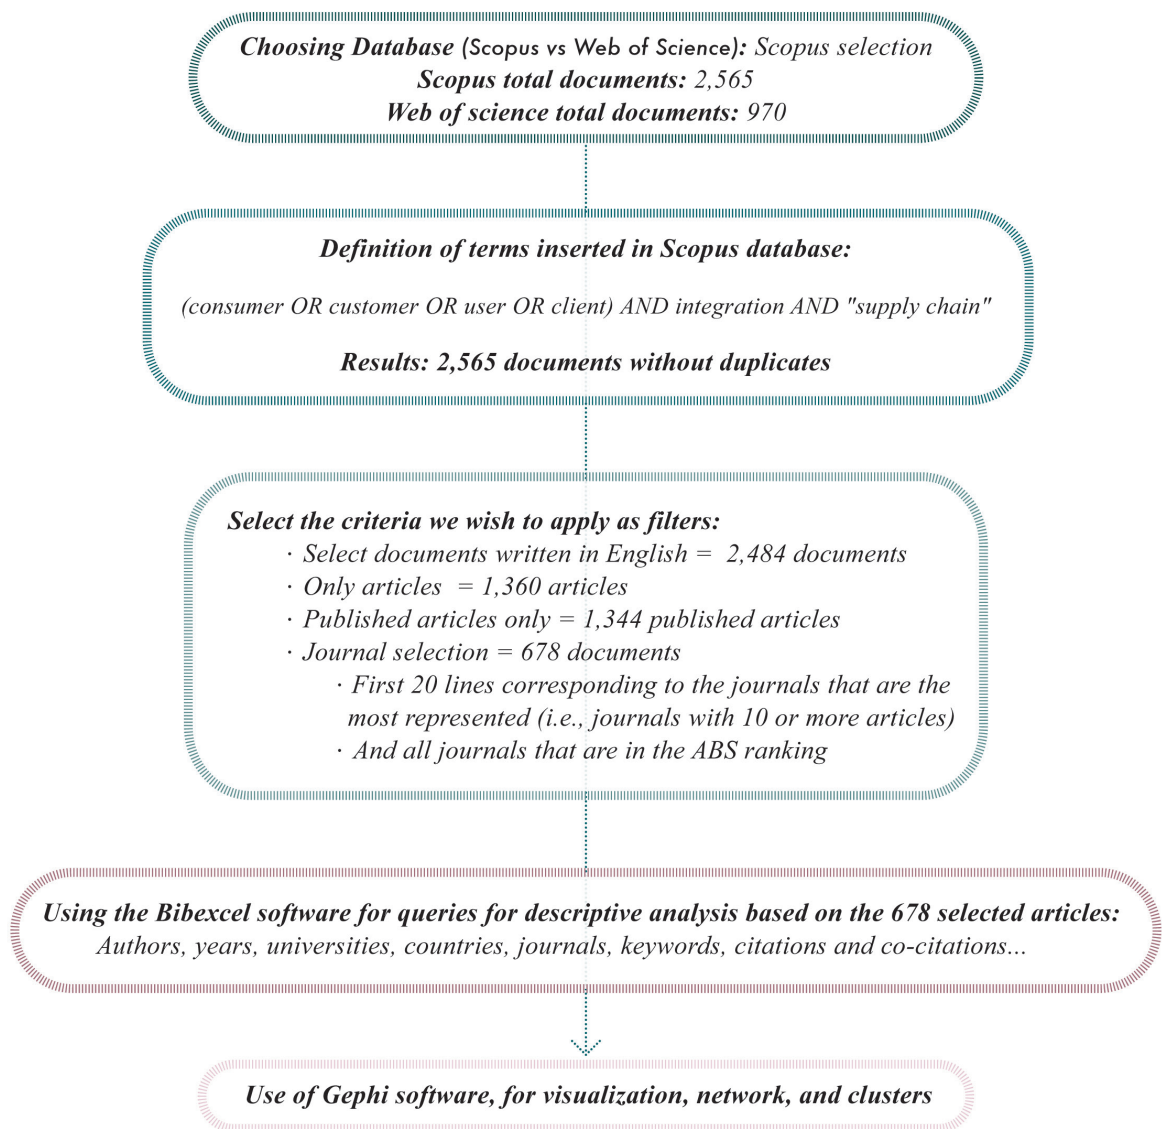 Choosing Database (Scopus vs Web of Science): Scopus selection
Scopus total documents: 2,565
Web of science total documents: 970
Definition of terms inserted in Scopus database:
(consumer OR customer OR user OR client) AND integration AND "supply chain"
Results: 2,565 documents without duplicates
Select the criteria we wish to apply as filters:
· Select documents written in English = 2,484 documents
· Only articles = 1,360 articles
· Published articles only = 1,344 published articles
· Journal selection = 678 documents
· First 20 lines corresponding to the journals that are the
most represented (i.e., journals with 10 or more articles)
· And all journals that are in the ABS ranking
Using the Bibexcel software for queries for descriptive analysis based on the 678 selected articles:
Authors, years, universities, countries, journals, keywords, citations and co-citations...
Use of Gephi software, for visualization, network, and clusters